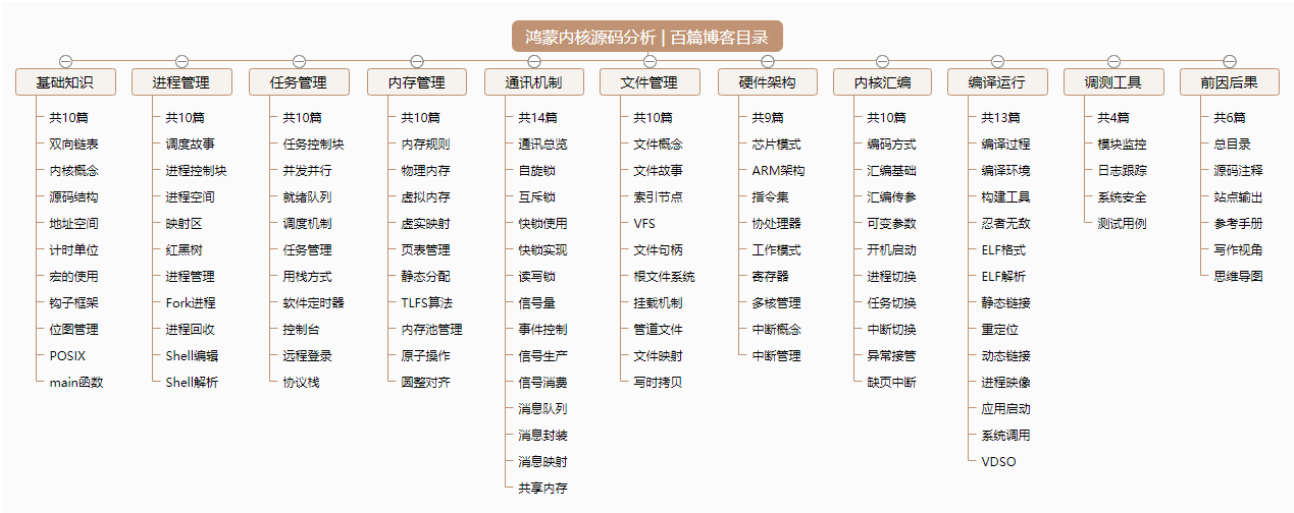 鸿蒙内核源码分析 | 百篇博客目录
基础知识
共10篇
双向链表
内核概念
源码结构
地址空间
计时单位
宏的使用
钩子框架
位图管理
POSIX
main函数
进程管理
共10篇
调度故事
进程控制块
进程空间
映射区
红黑树
进程管理
Fork进程
进程回收
Shell编辑
Shell解析
任务管理
共10篇
任务控制块
并发并行
就绪队列
调度机制
任务管理
用栈方式
软件定时器
控制台
远程登录
协议栈
内存管理
共10篇
内存规则
物理内存
虚拟内存
虚实映射
页表管理
静态分配
TLFS算法
内存池管理
原子操作
圆整对齐
通讯机制
共14篇
通讯总览
自旋锁
互斥锁
快锁使用
快锁实现
读写锁
信号量
事件控制
信号生产
信号消费
消息队列
消息封装
消息映射
共享内存
文件管理
共10篇
文件概念
文件故事
索引节点
VFS
文件句柄
根文件系统
挂载机制
管道文件
文件映射
写时拷贝
硬件架构
共9篇
芯片模式
ARM架构
指令集
协处理器
工作模式
寄存器
多核管理
中断概念
中断管理
内核汇编
共10篇
编码方式
汇编基础
汇编传参
可变参数
开机启动
进程切换
任务切换
中断切换
异常接管
缺页中断
编译运行
共13篇
编译过程
编译环境
构建工具
忍者无敌
ELF格式
ELF解析
静态链接
重定位
动态链接
进程映像
应用启动
系统调用
VDSO
调测工具
共4篇
模块监控
日志跟踪
系统安全
测试用例
前因后果
共6篇
总目录
源码注释
站点输出
参考手册
写作视角
思维导图